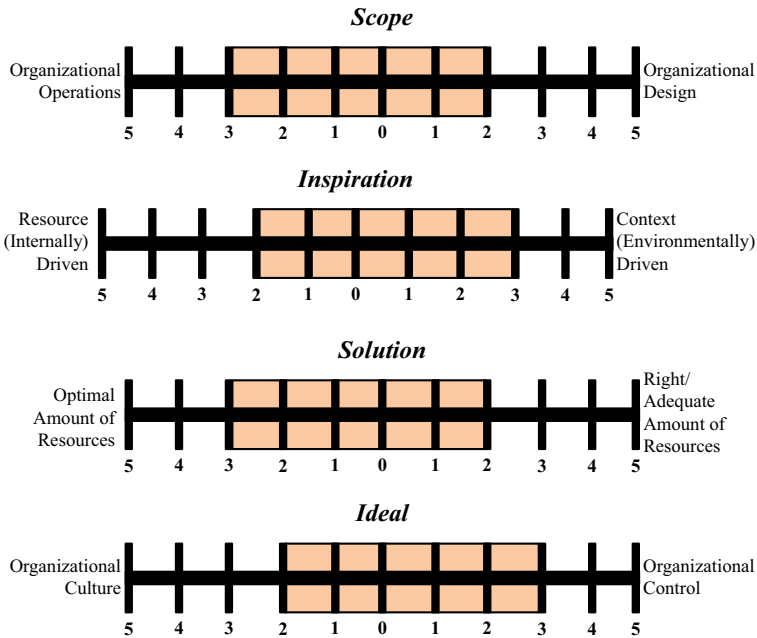 Scope
Organizational
Operations
Organizational
Design
5 4 3 2 1 0 1 2 3 4 5
Inspiration
Resource
(Internally)
Driven
Context
(Environmentally)
Driven
5 4 3 2 1 0 1 2 3 4 5
Solution
Optimal
Amount of
Resources
Right/
Adequate
Amount of
Resources
5 4 3 2 1 0 1 2 3 4 5
Ideal
Organizational
Culture
Organizational
Control
5 4 3 2 1 0 1 2 3 4 5